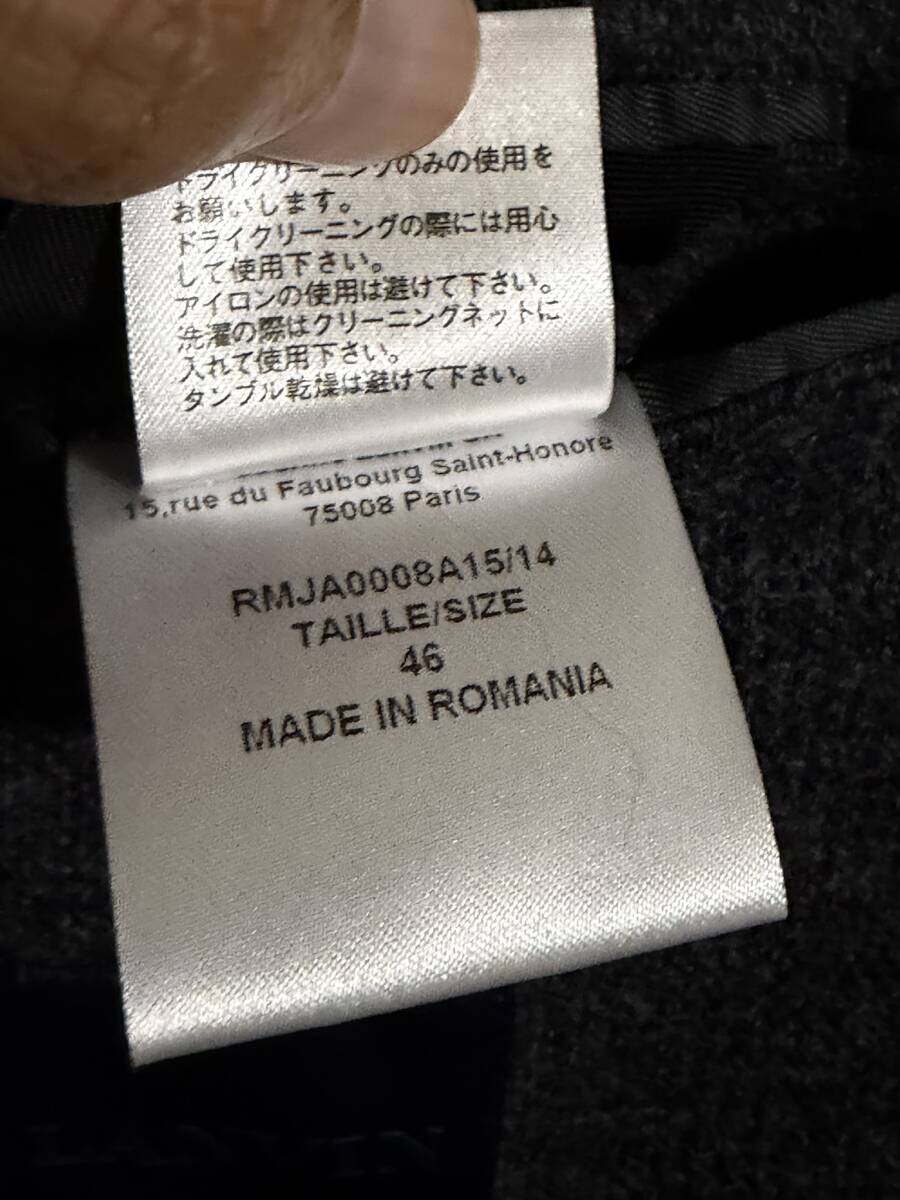 ドライクリーニングのみの使用を
お願いします。
ドライクリーニングの際には用心
して使用下さい。
アイロンの使用は避けて下さい。
洗濯の際はクリーニングネットに
入れて使用下さい。
タンブル乾燥は避けて下さい。
15,rue du Faubourg Saint-Honore
75008 Paris
RMJA0008A15/14
TAILLE/SIZE
46
MADE IN ROMANIA